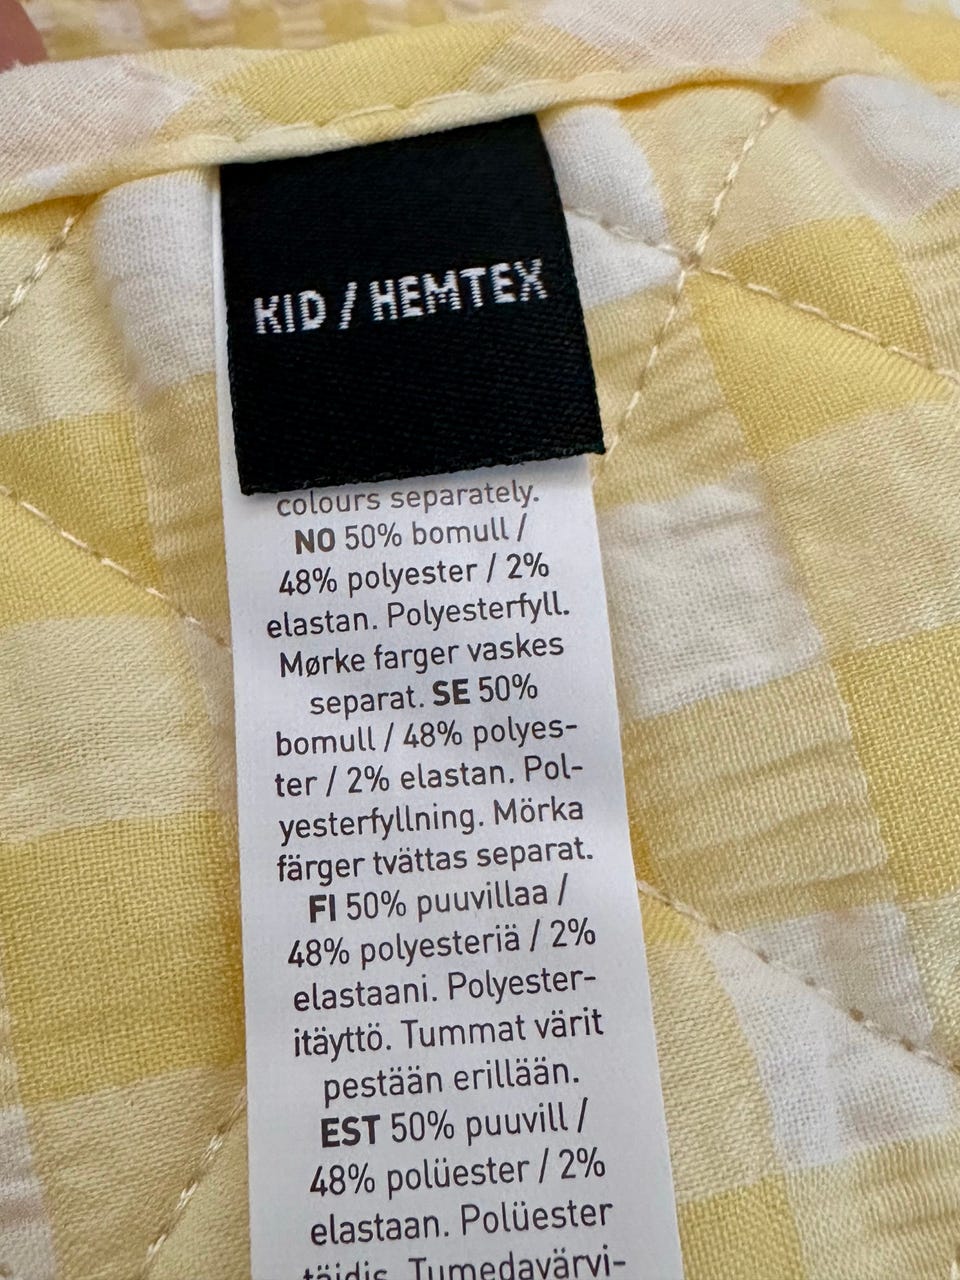 KID / HEMTEX
colours separately.
NO 50% bomull /
48% polyester / 2%
elastan. Polyesterfyll.
Mørke farger vaskes
separat. SE 50%
bomull / 48% polyes-
ter / 2% elastan. Pol-
yesterfyllning. Mörka
färger tvättas separat.
FI 50% puuvillaa /
48% polyesteriä / 2%
elastaani. Polyester-
itäyttö. Tummat värit
pestään erillään.
EST 50% puuvill /
48% polüester / 2%
elastaan. Polüester
täidis. Tumedavärvi-